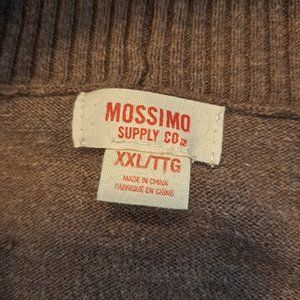 MOSSIMO
SUPPLY CO.
XXL/TTG
MADE IN CHINA
FABRIQUÉ EN CHINE